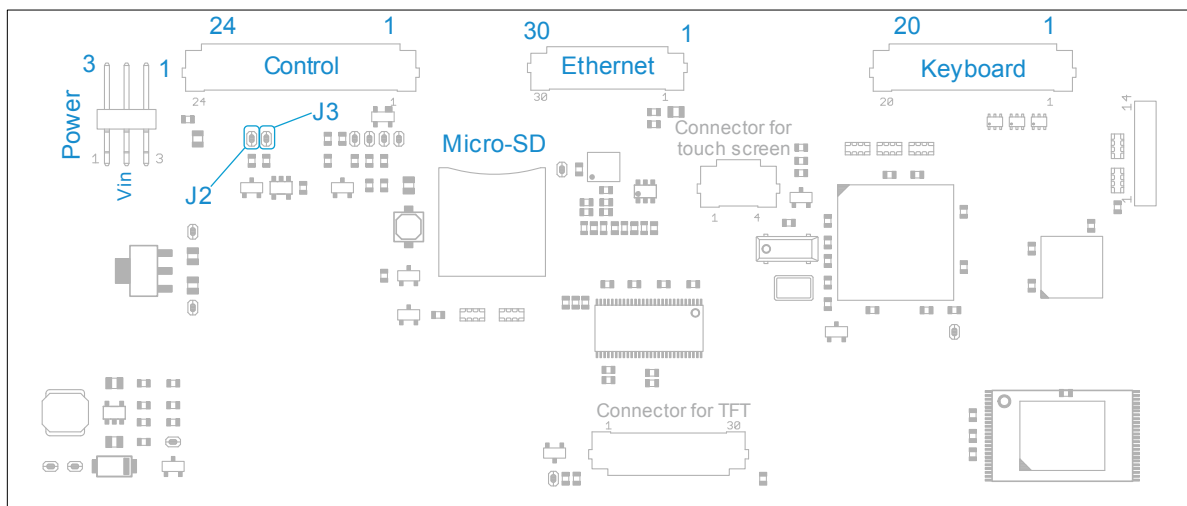 24
1
30
1
20
1
Control
Ethernet
Keyboard
3
1
24
1
30
1
20
1
14
1
Power
1
3
Vin
J3
J2
Micro-SD
Connector for
touch screen
1
4
Connector for TFT
1
30